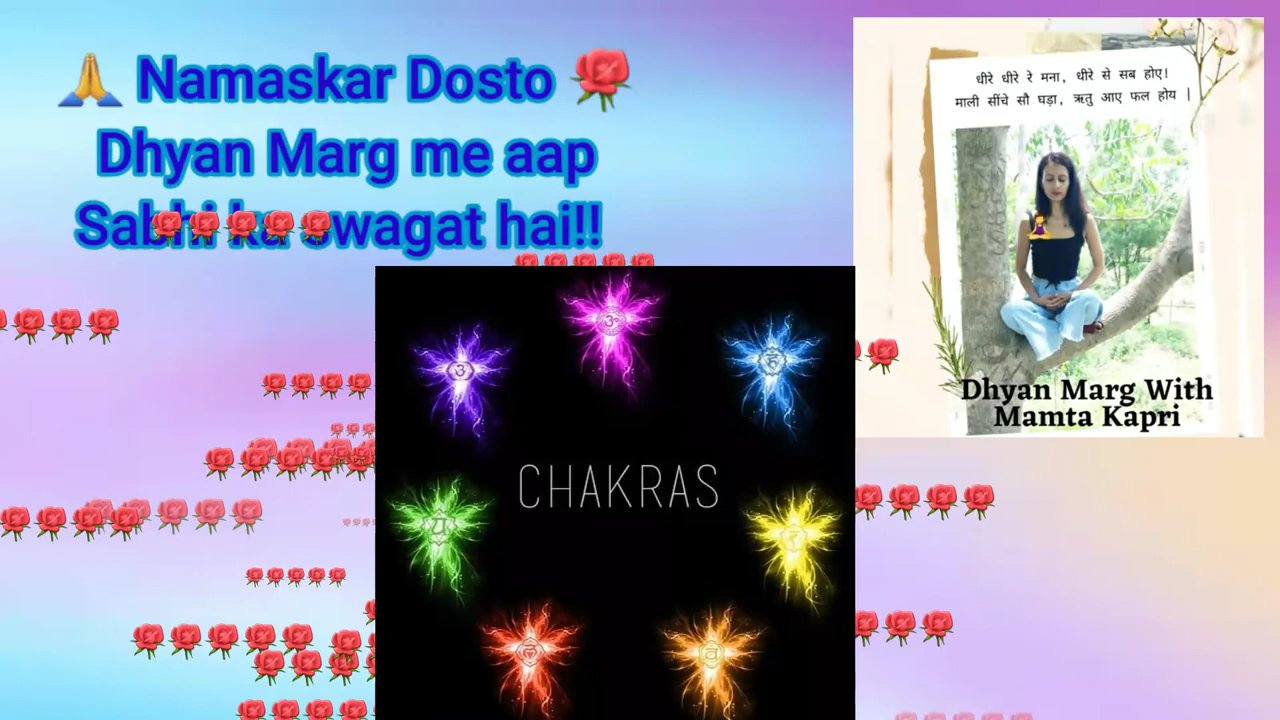 🙏 Namaskar Dosto 🌹
Dhyan Marg me aap
Sabhi ka swagat hai!!
धीरे धीरे रे मना, धीरे से सब होए!
माली सींचे सौ घड़ा, ऋतु आए फल होय |
Dhyan Marg With
Mamta Kapri
CHAKRAS